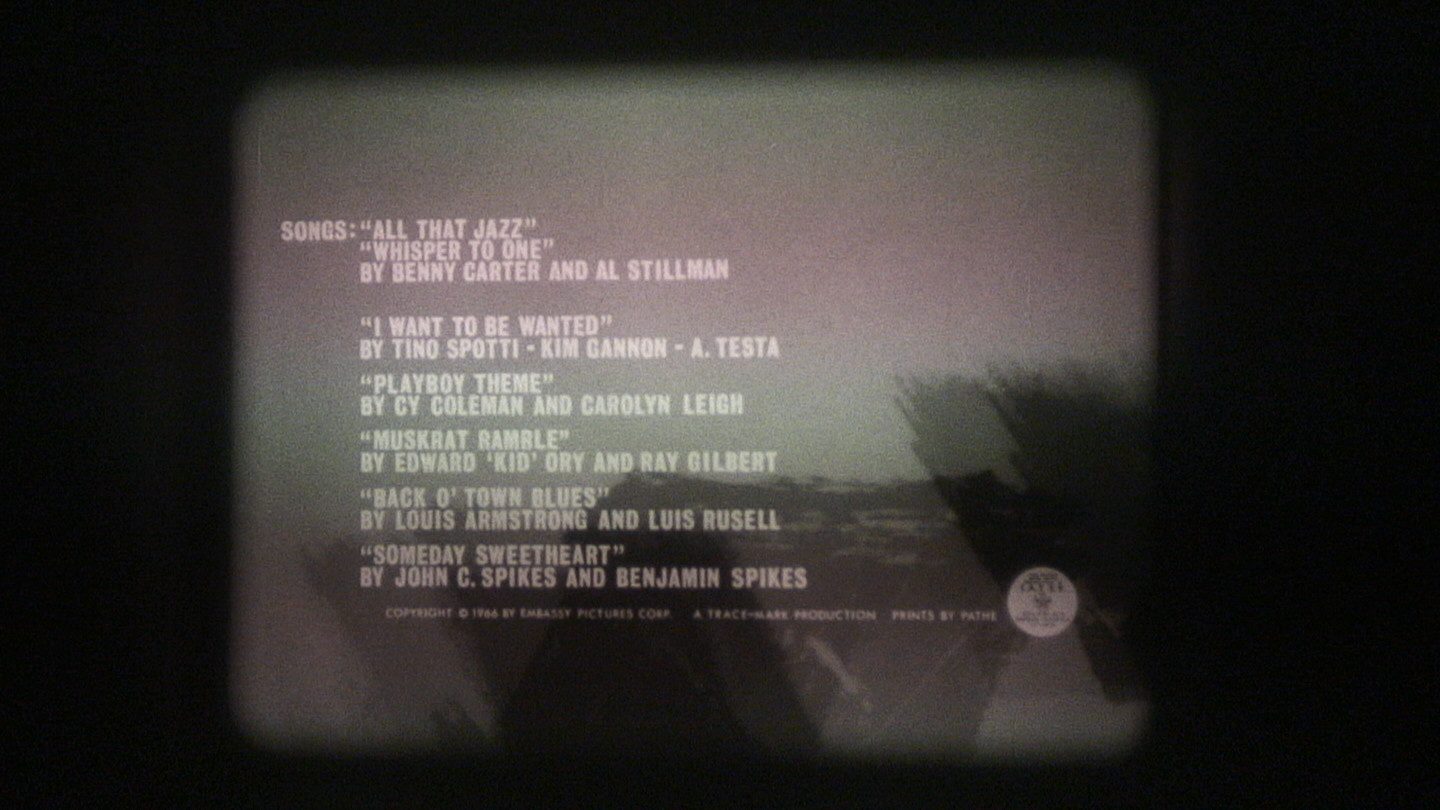 SONGS: “ALL THAT JAZZ”
“WHISPER TO ONE”
BY BENNY CARTER AND AL STILLMAN
“I WANT TO BE WANTED”
BY TINO SPOTTI - KIM GANNON - A. TESTA
“PLAYBOY THEME”
BY CY COLEMAN AND CAROLYN LEIGH
“MUSKRAT RAMBLE”
BY EDWARD ‘KID’ ORY AND RAY GILBERT
“BACK O’ TOWN BLUES”
BY LOUIS ARMSTRONG AND LUIS RUSELL
“SOMEDAY SWEETHEART”
BY JOHN C. SPIKES AND BENJAMIN SPIKES
COPYRIGHT © 1966 BY EMBASSY PICTURES CORP. A TRACE-MARK PRODUCTION PRINTS BY PATHE